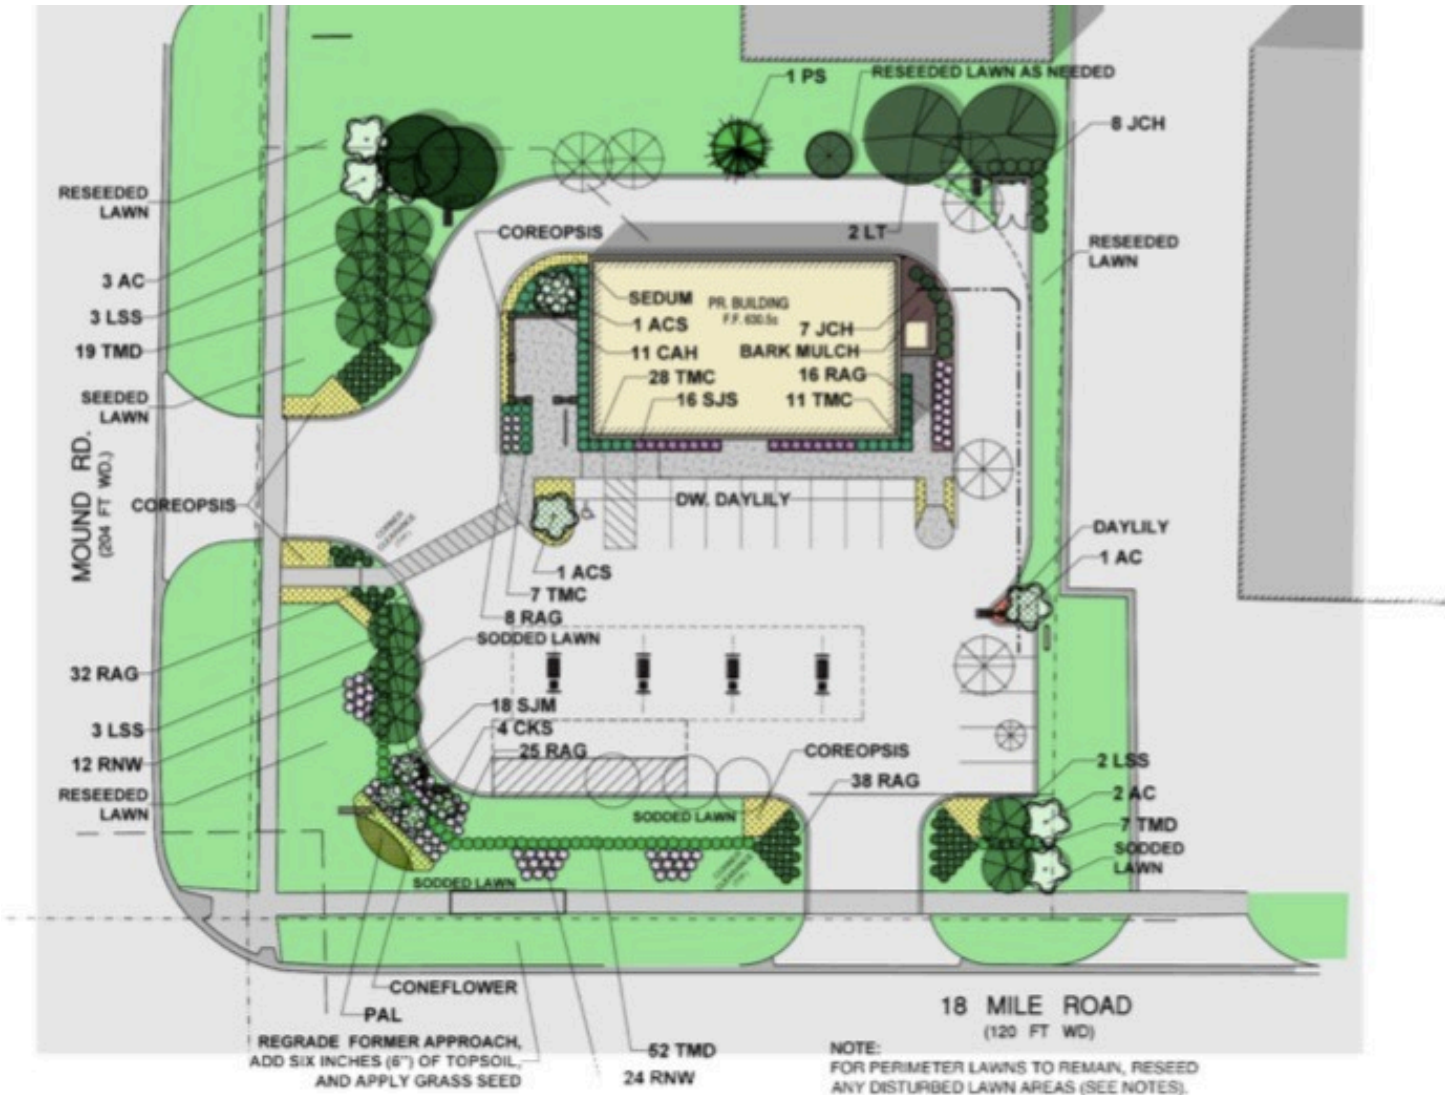 1 PS
RESEEDED LAWN AS NEEDED
8 JCH
RESEEDED
LAWN
COREOPSIS
2 LT
RESEEDED
LAWN
3 AC
3 LSS
19 TMD
SEEDED
LAWN
SEDUM
PR. BUILDING
1 ACS
7 JCH
11 CAH
BARK MULCH
28 TMC
16 RAG
16 SJS
11 TMC
MOUND RD.
(204 FT WD.)
COREOPSIS
DW. DAYLILY
DAYLILY
1 AC
1 ACS
7 TMC
8 RAG
SODDED LAWN
32 RAG
3 LSS
12 RNW
RESEEDED
LAWN
18 SJM
4 CKS
25 RAG
COREOPSIS
38 RAG
2 LSS
2 AC
7 TMD
SODDED
LAWN
SODDED LAWN
SODDED LAWN
CONEFLOWER
PAL
REGRADE FORMER APPROACH,
ADD SIX INCHES (6") OF TOPSOIL,
AND APPLY GRASS SEED
52 TMD
24 RNW
18 MILE ROAD
(120 FT WD)
NOTE:
FOR PERIMETER LAWNS TO REMAIN, RESEED
ANY DISTURBED LAWN AREAS (SEE NOTES).